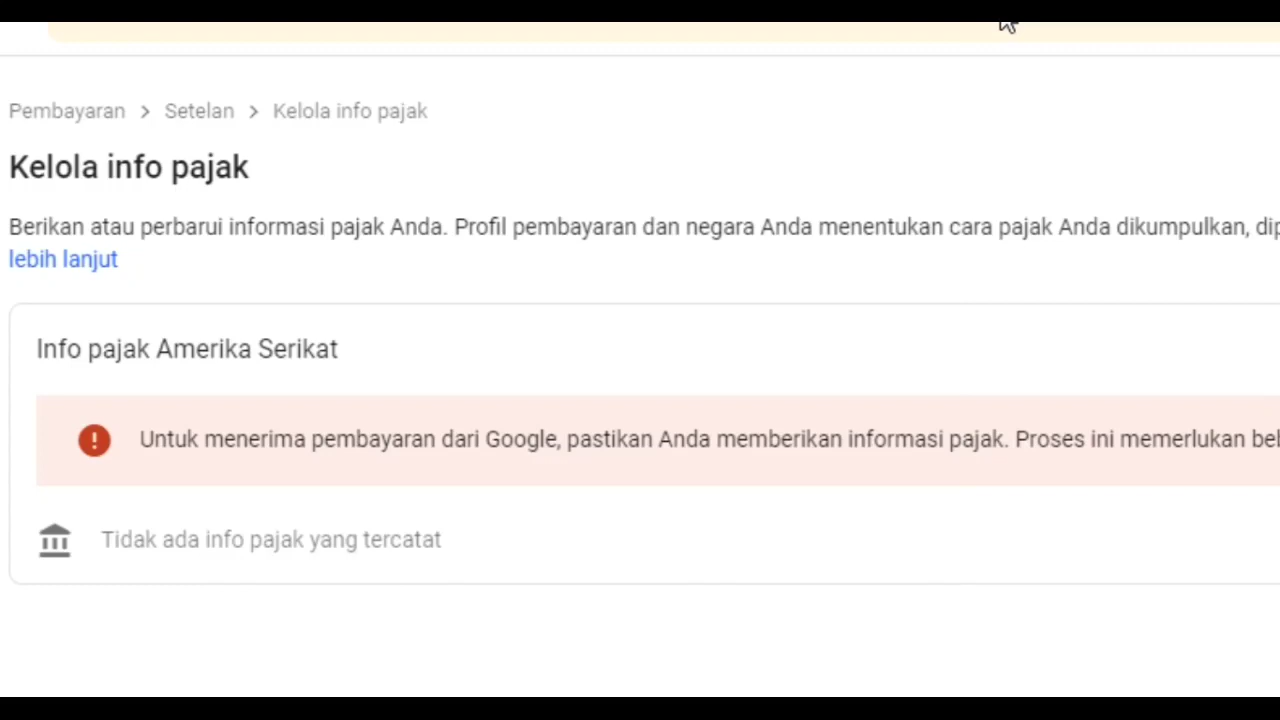 Pembayaran > Setelan > Kelola info pajak
Kelola info pajak
Berikan atau perbarui informasi pajak Anda. Profil pembayaran dan negara Anda menentukan cara pajak Anda dikumpulkan,
lebih lanjut
Info pajak Amerika Serikat
Untuk menerima pembayaran dari Google, pastikan Anda memberikan informasi pajak. Proses ini memerlukan
Tidak ada info pajak yang tercatat